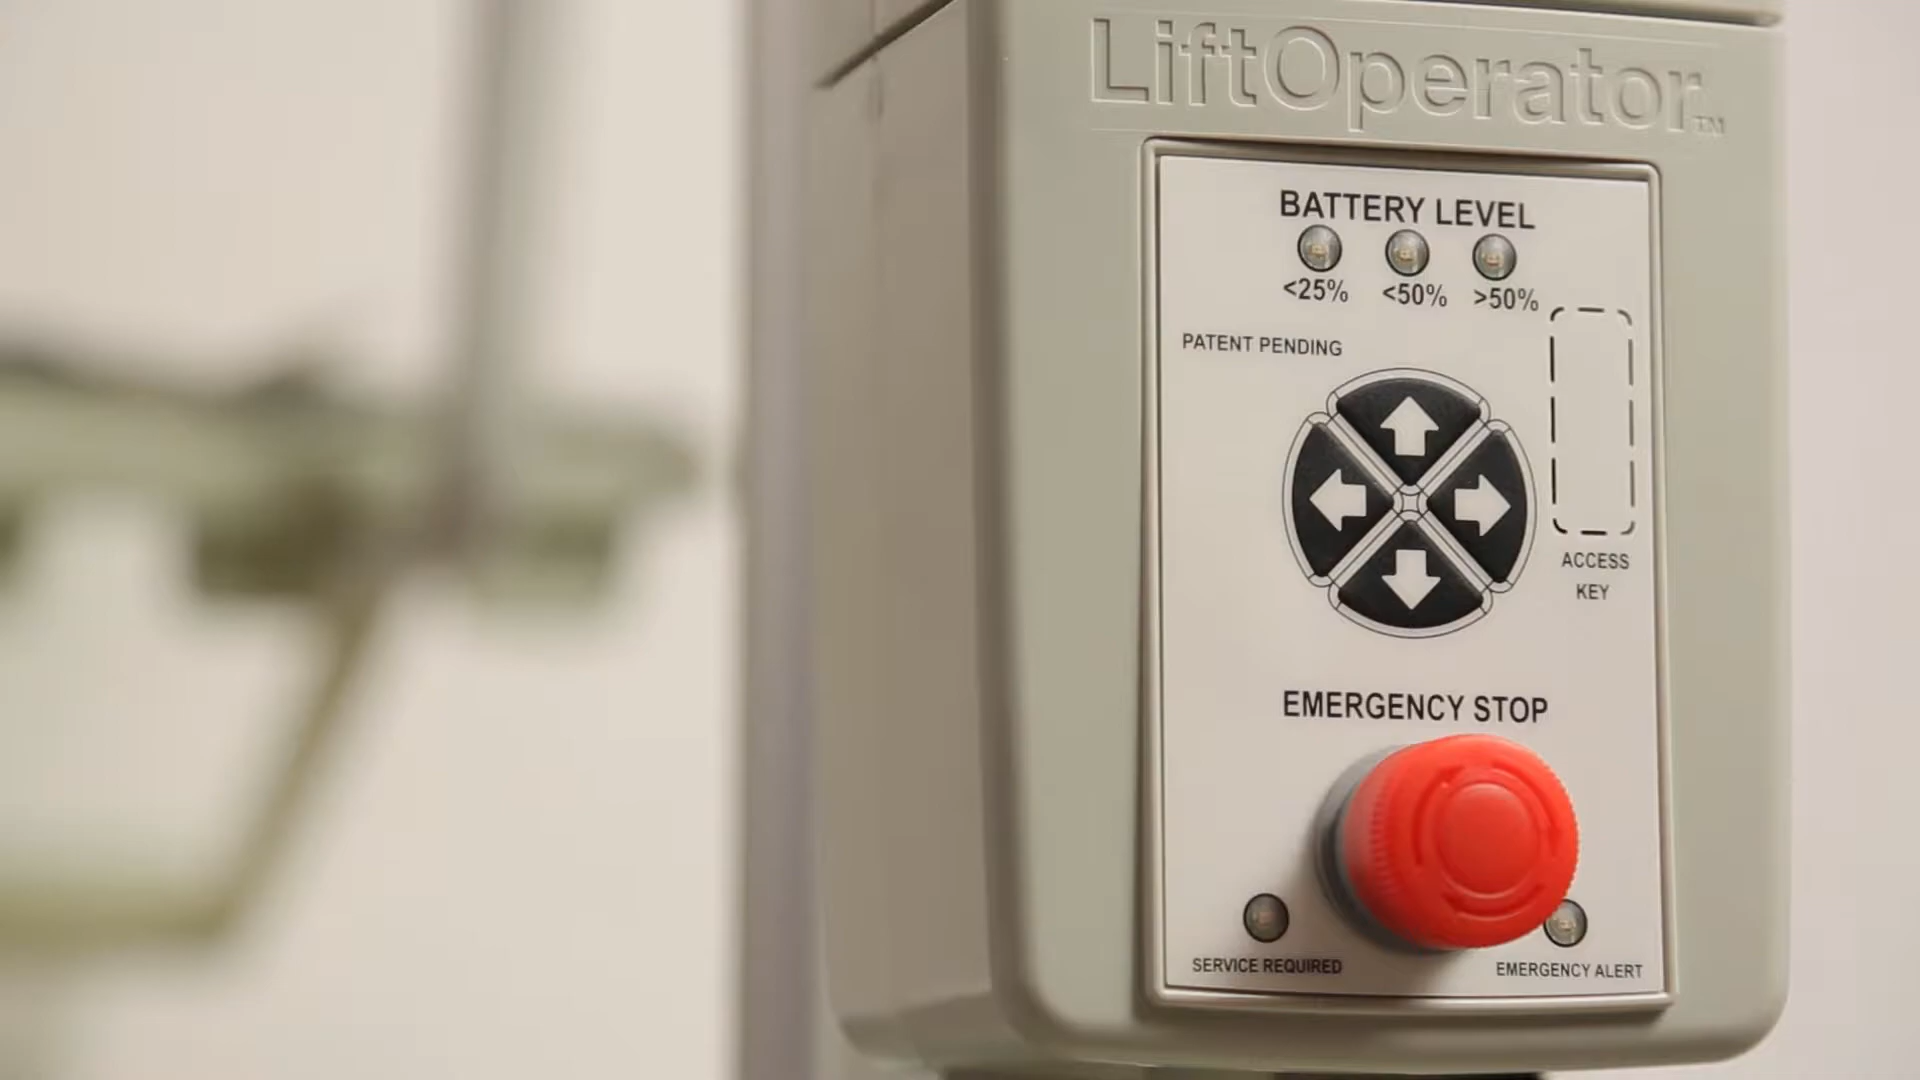 LiftOperator™
BATTERY LEVEL
<25% <50% >50%
PATENT PENDING
ACCESS
KEY
EMERGENCY STOP
SERVICE REQUIRED
EMERGENCY ALERT